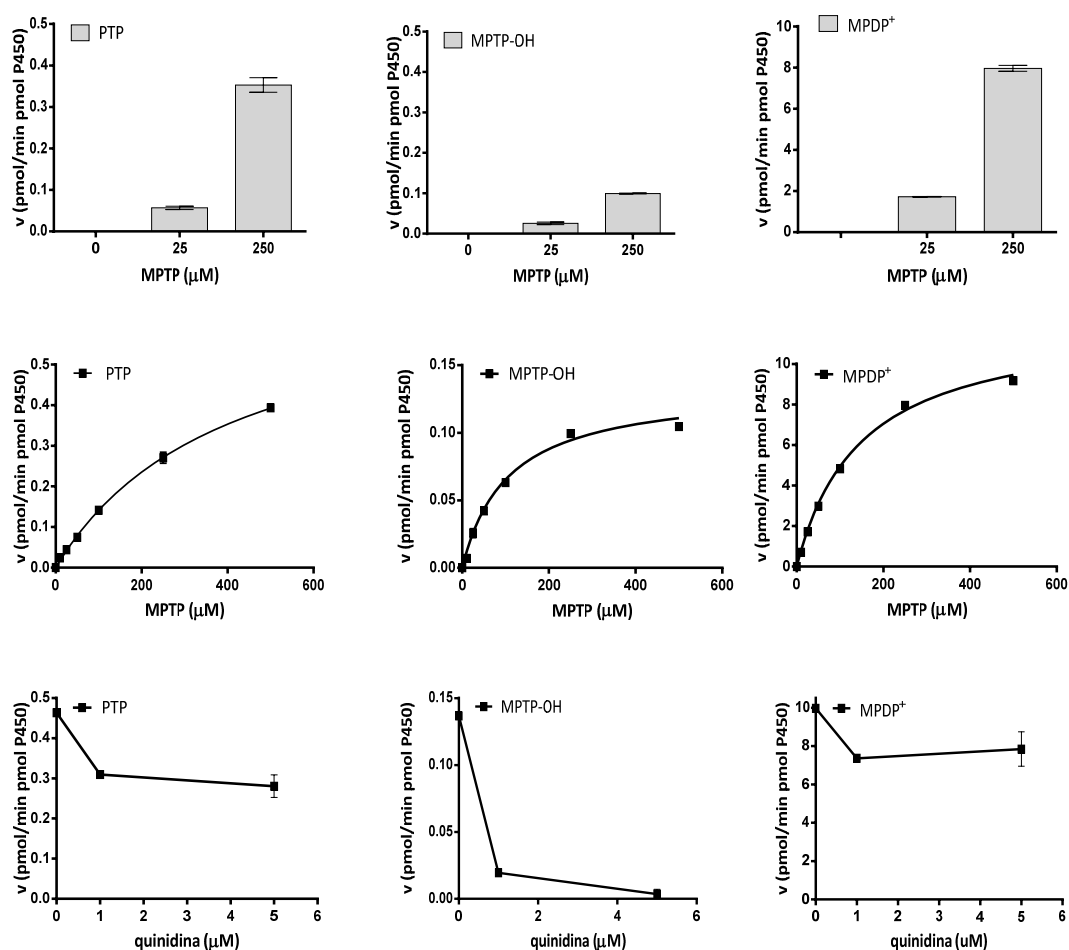 PTP
v (pmol/min pmol P450)
0.5
0.4
0.3
0.2
0.1
0.0
0 25 250
MPTP (μM)
MPTP-OH
v (pmol/min pmol P450)
0.5
0.4
0.3
0.2
0.1
0.0
0 25 250
MPTP (μM)
MPDP⁺
v (pmol/min pmol P450)
10
8
6
4
2
0
25 250
MPTP (μM)
PTP
v (pmol/min pmol P450)
0.5
0.4
0.3
0.2
0.1
0.0
0 200 400 600
MPTP (μM)
MPTP-OH
v (pmol/min pmol P450)
0.15
0.10
0.05
0.00
0 200 400 600
MPTP (μM)
MPDP⁺
v (pmol/min pmol P450)
10
8
6
4
2
0
0 200 400 600
MPTP (μM)
PTP
v (pmol/min pmol P450)
0.5
0.4
0.3
0.2
0.1
0.0
0 1 2 3 4 5 6
quinidina (μM)
MPTP-OH
v (pmol/min pmol P450)
0.15
0.10
0.05
0.00
0 2 4 6
quinidina (μM)
MPDP⁺
v (pmol/min pmol P450)
10
8
6
4
2
0
0 1 2 3 4 5 6
quinidina (uM)